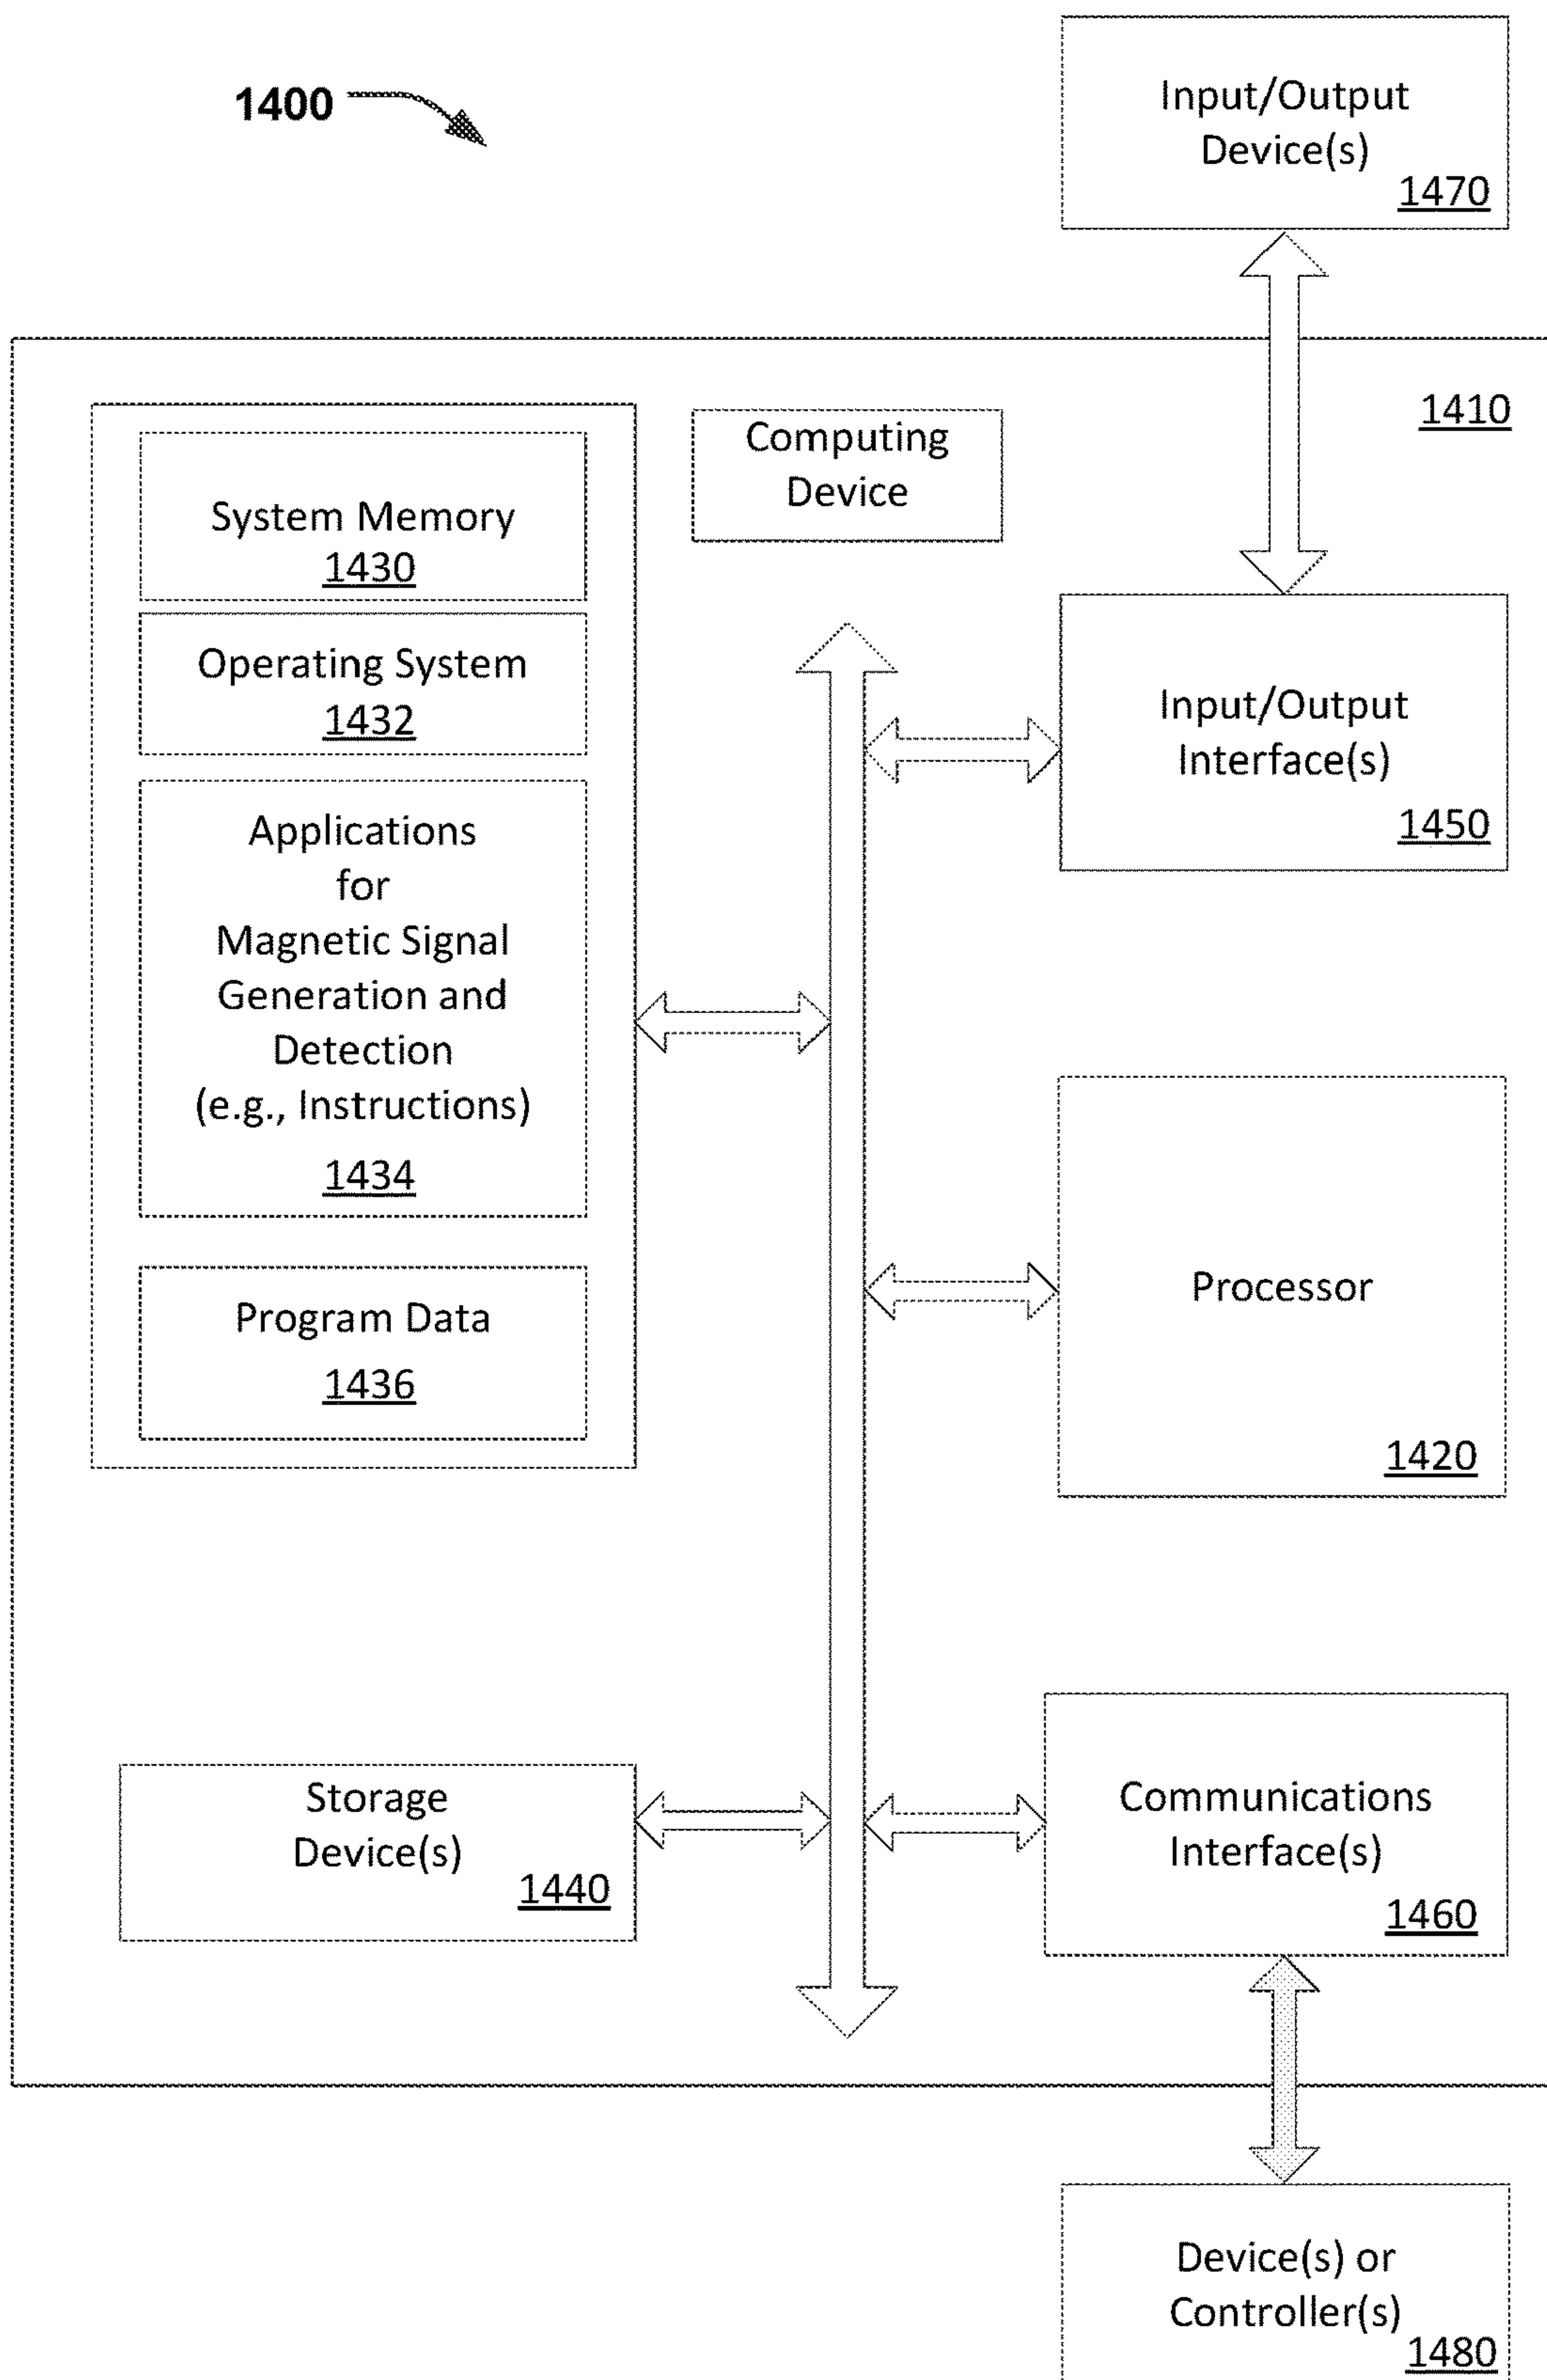 1400
Input/Output
Device(s)
1470
1410
Computing
Device
System Memory
1430
Operating System
1432
Applications
for
Magnetic Signal
Generation and
Detection
(e.g., Instructions)
1434
Program Data
1436
Input/Output
Interface(s)
1450
Processor
1420
Storage
Device(s)
1440
Communications
Interface(s)
1460
Device(s) or
Controller(s)
1480